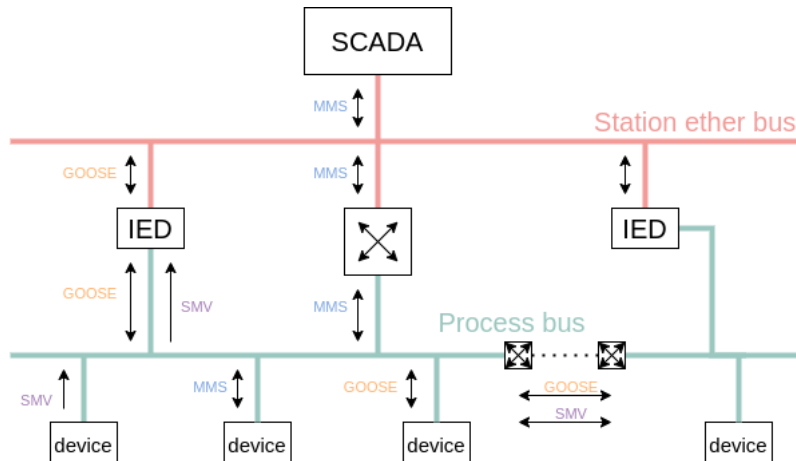 SCADA
MMS
Station ether bus
GOOSE
MMS
IED
IED
GOOSE
SMV
MMS
Process bus
SMV
MMS
GOOSE
GOOSE
SMV
device
device
device
device